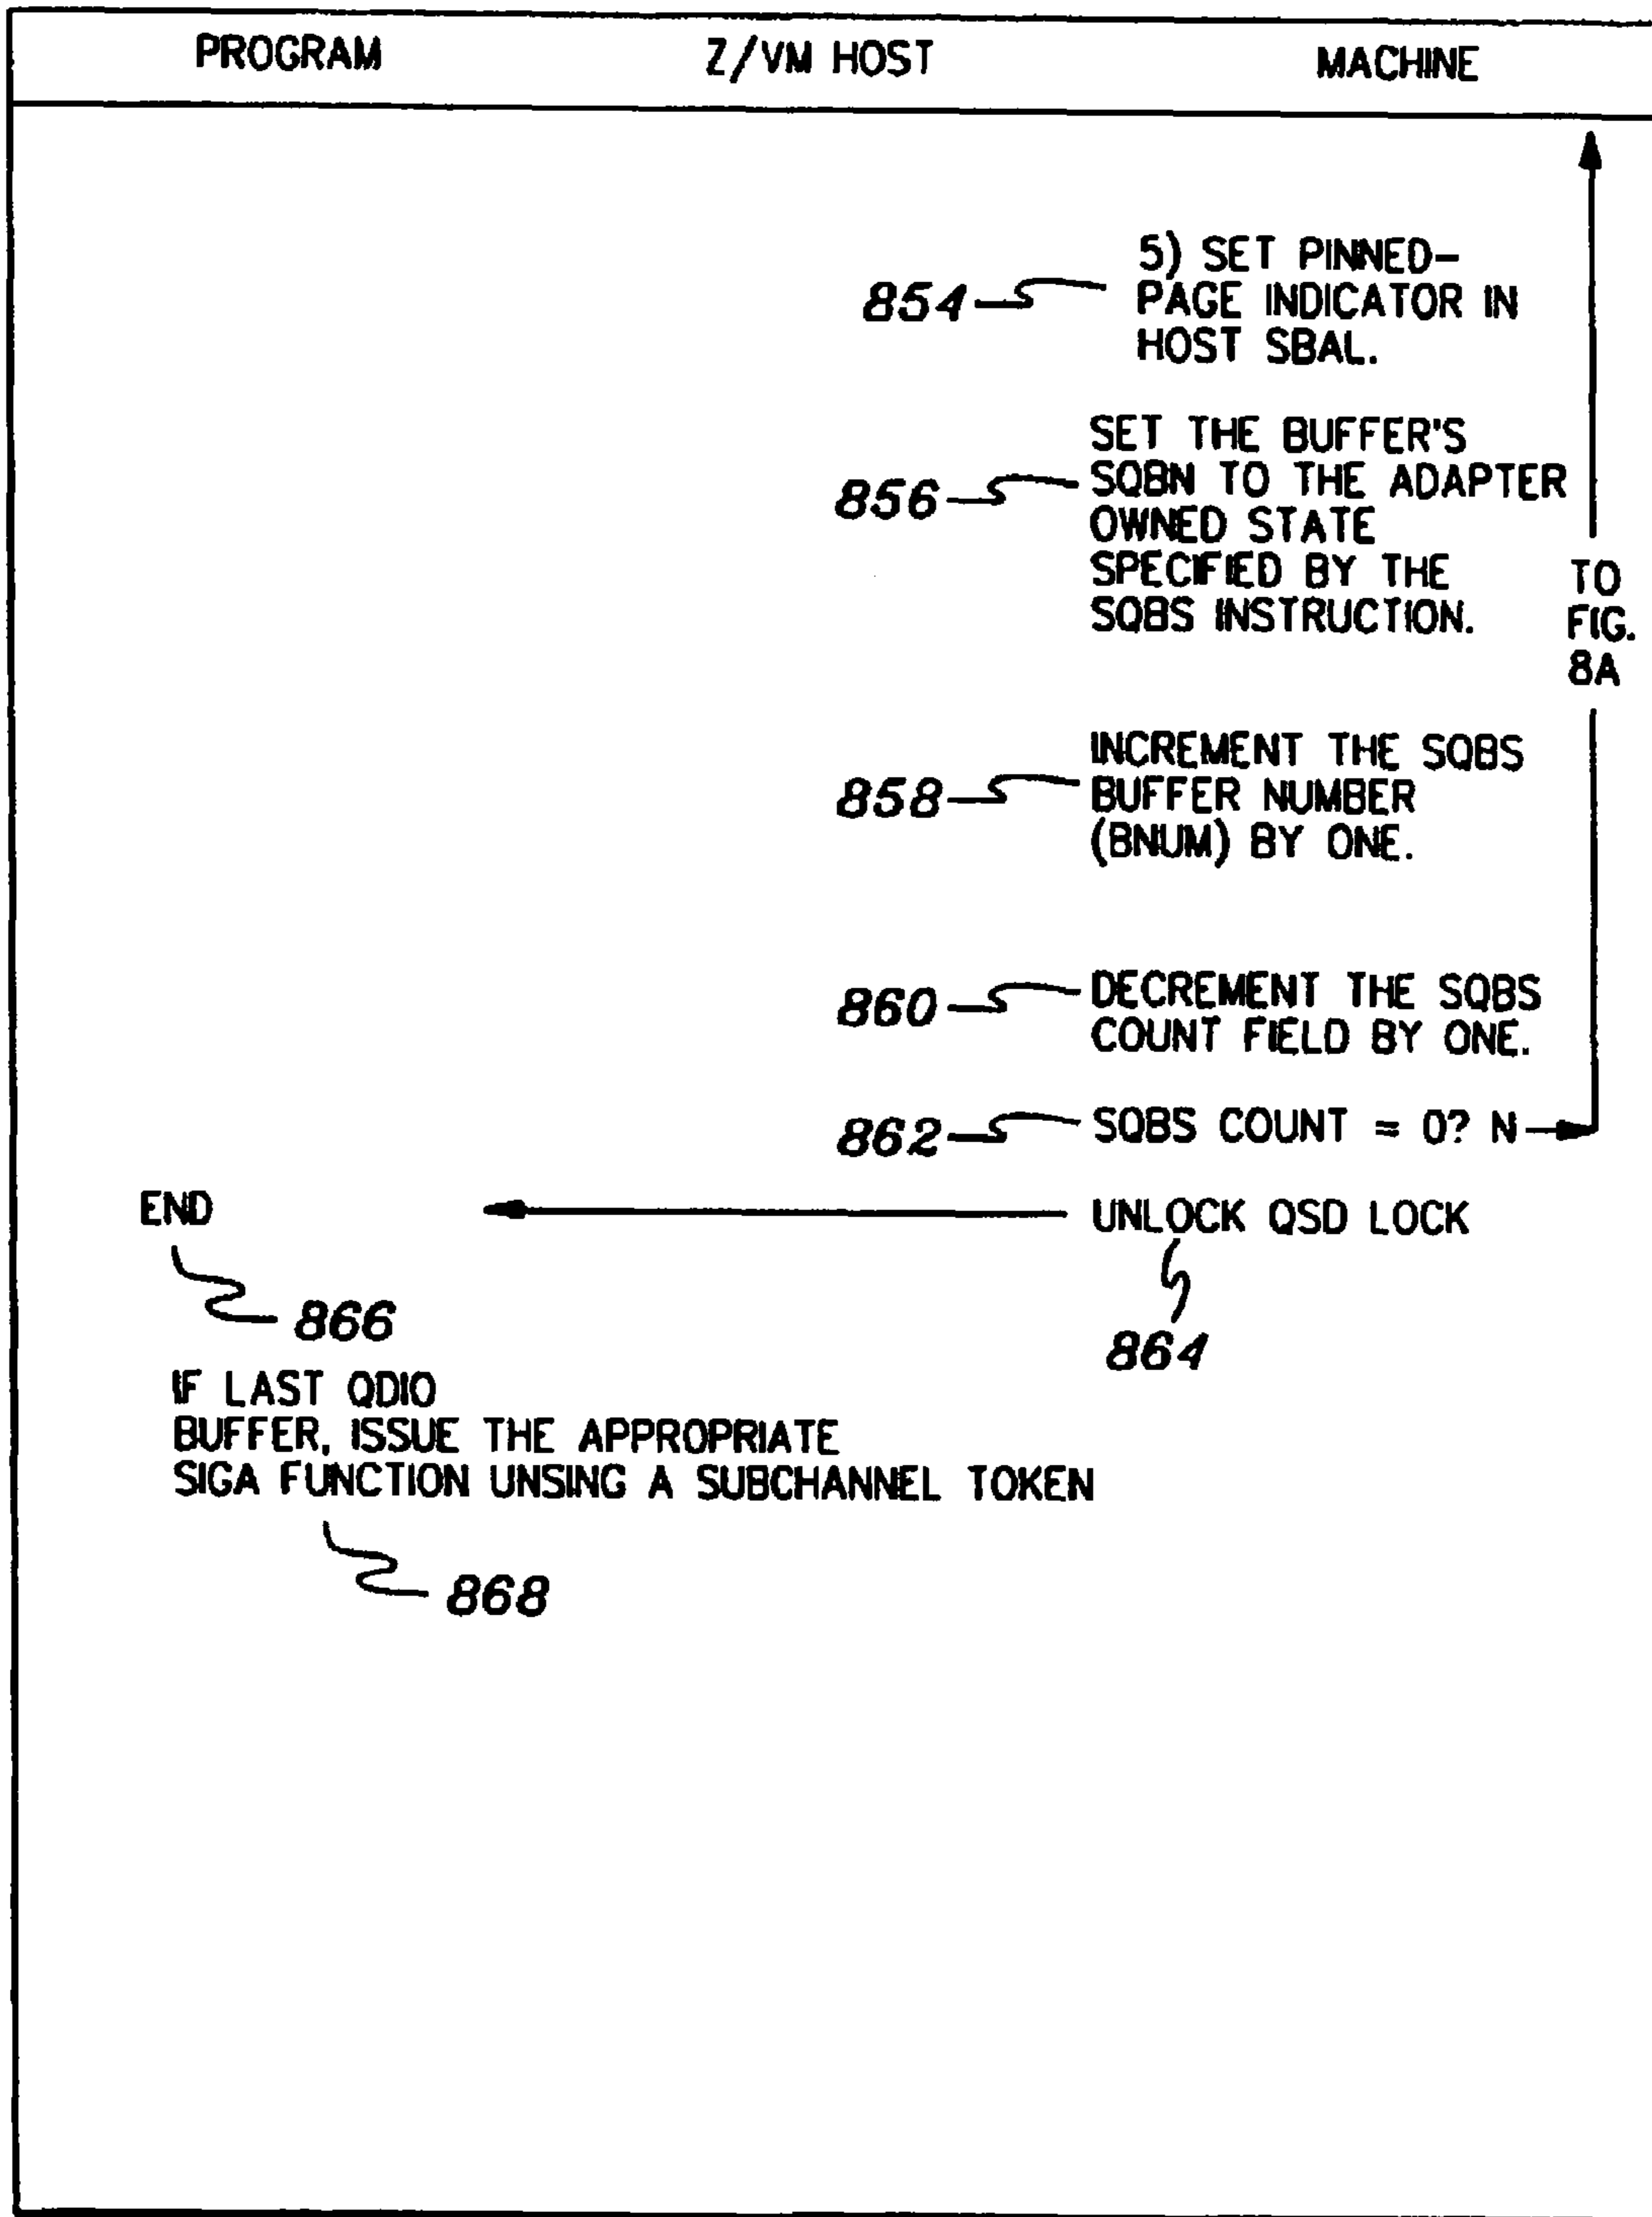 PROGRAM Z/VM HOST MACHINE
5) SET PINNED-
854 PAGE INDICATOR IN
HOST SBAL.
SET THE BUFFER'S
856 SQBN TO THE ADAPTER
OWNED STATE
SPECIFIED BY THE
SQBS INSTRUCTION.
TO
FIG.
8A
INCREMENT THE SQBS
858 BUFFER NUMBER
(BNUM) BY ONE.
860 DECREMENT THE SQBS
COUNT FIELD BY ONE.
862 SQBS COUNT = 0? N
END UNLOCK QSD LOCK
866
864
IF LAST QDIO
BUFFER, ISSUE THE APPROPRIATE
SIGA FUNCTION UNSING A SUBCHANNEL TOKEN
868